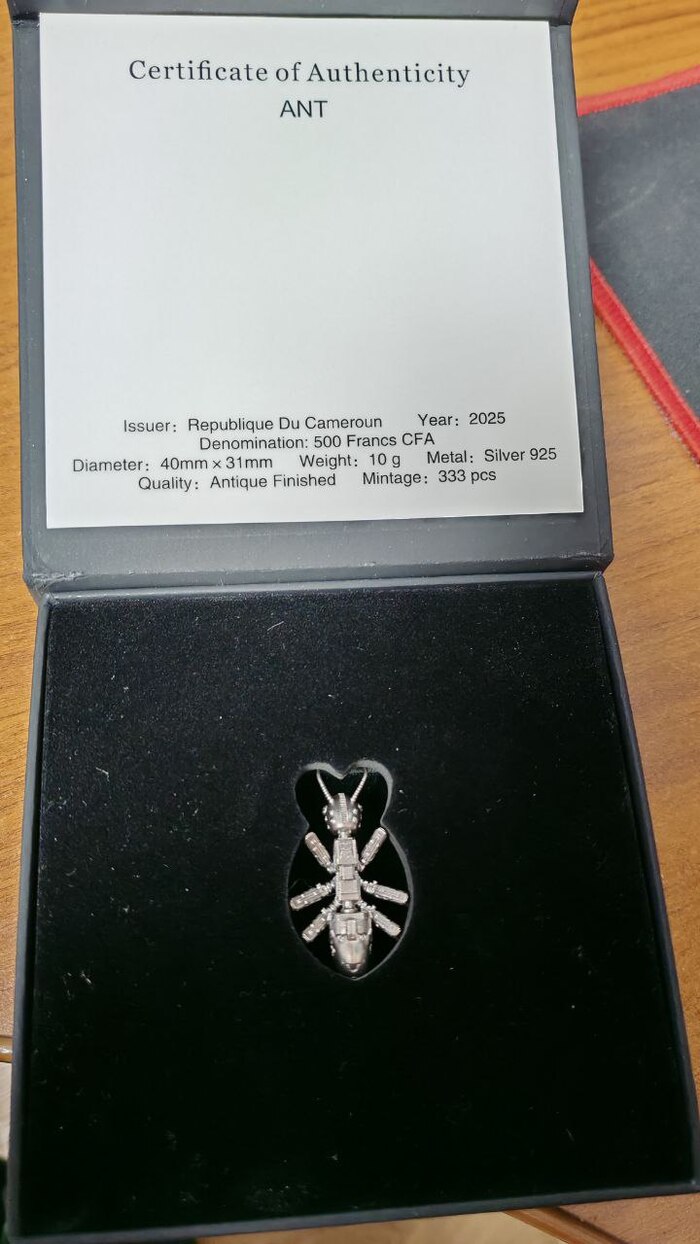 Certificate of Authenticity
ANT
Issuer: Republique Du Cameroun Year: 2025
Denomination: 500 Francs CFA
Diameter: 40mm × 31mm Weight: 10 g Metal: Silver 925
Quality: Antique Finished Mintage: 333 pcs